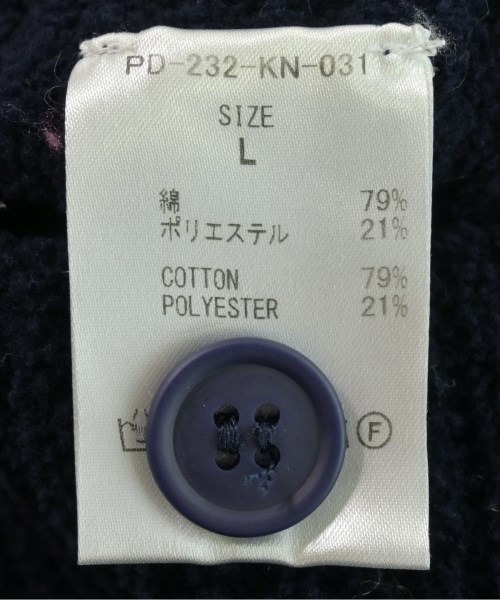 PD-232-KN-031
SIZE
L
綿 79%
ポリエステル 21%
COTTON 79%
POLYESTER 21%
F